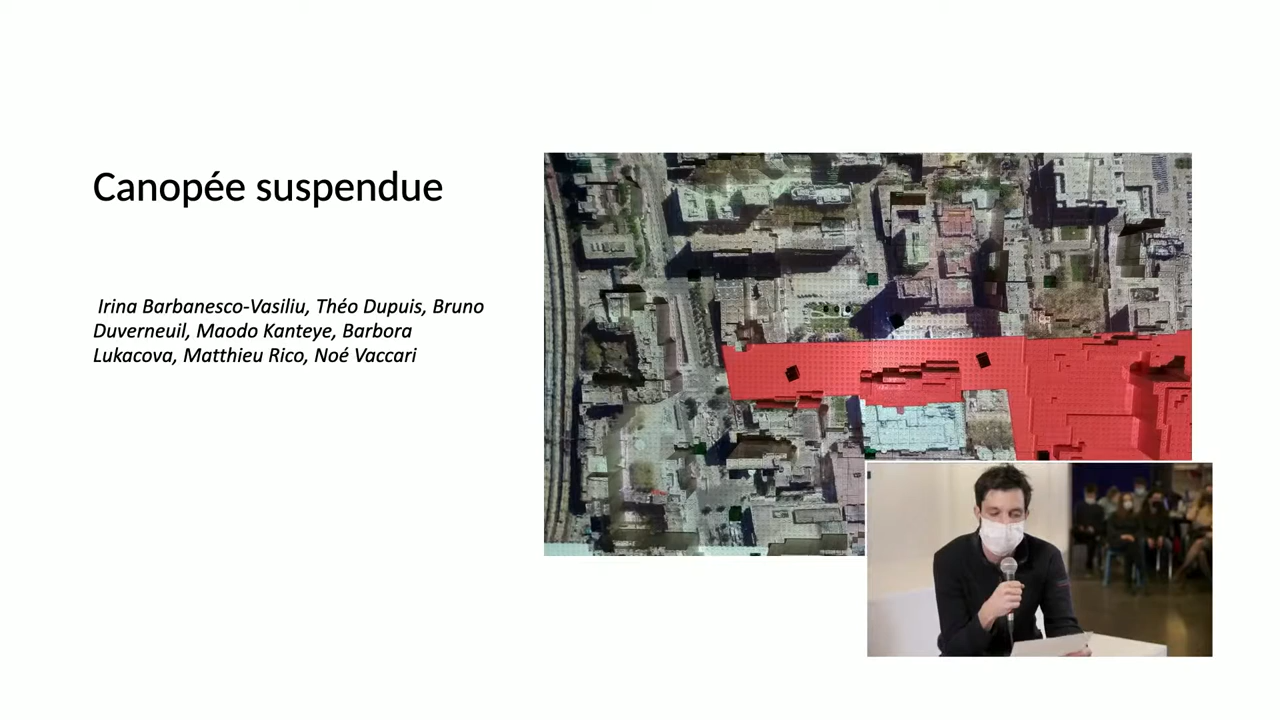 Canopée suspendue
Irina Barbanesco-Vasiliu, Théo Dupuis, Bruno
Duverneuil, Maodo Kanteye, Barbora
Lukacova, Matthieu Rico, Noé Vaccari